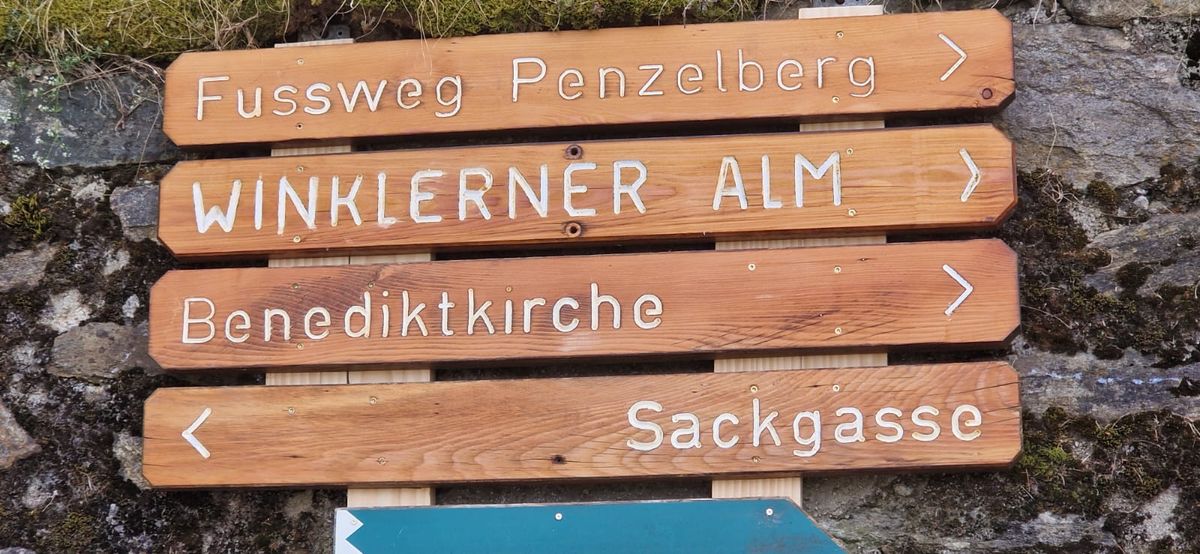 Fussweg Penzelberg >
WINKLERNER ALM >
Benediktkirche >
< Sackgasse